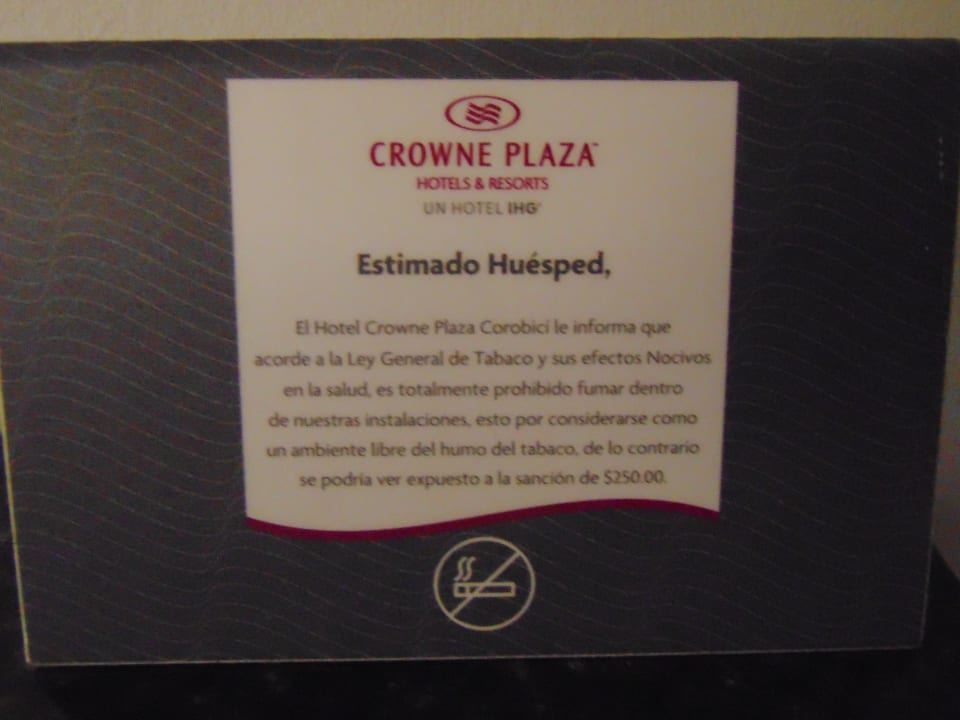 CROWNE PLAZA™
HOTELS & RESORTS
UN HOTEL IHG®
Estimado Huésped,
El Hotel Crowne Plaza Corobicí le informa que
acorde a la Ley General de Tabaco y sus efectos Nocivos
en la salud, es totalmente prohibido fumar dentro
de nuestras instalaciones, esto por considerarse como
un ambiente libre del humo del tabaco, de lo contrario
se podría ver expuesto a la sanción de $250.00.